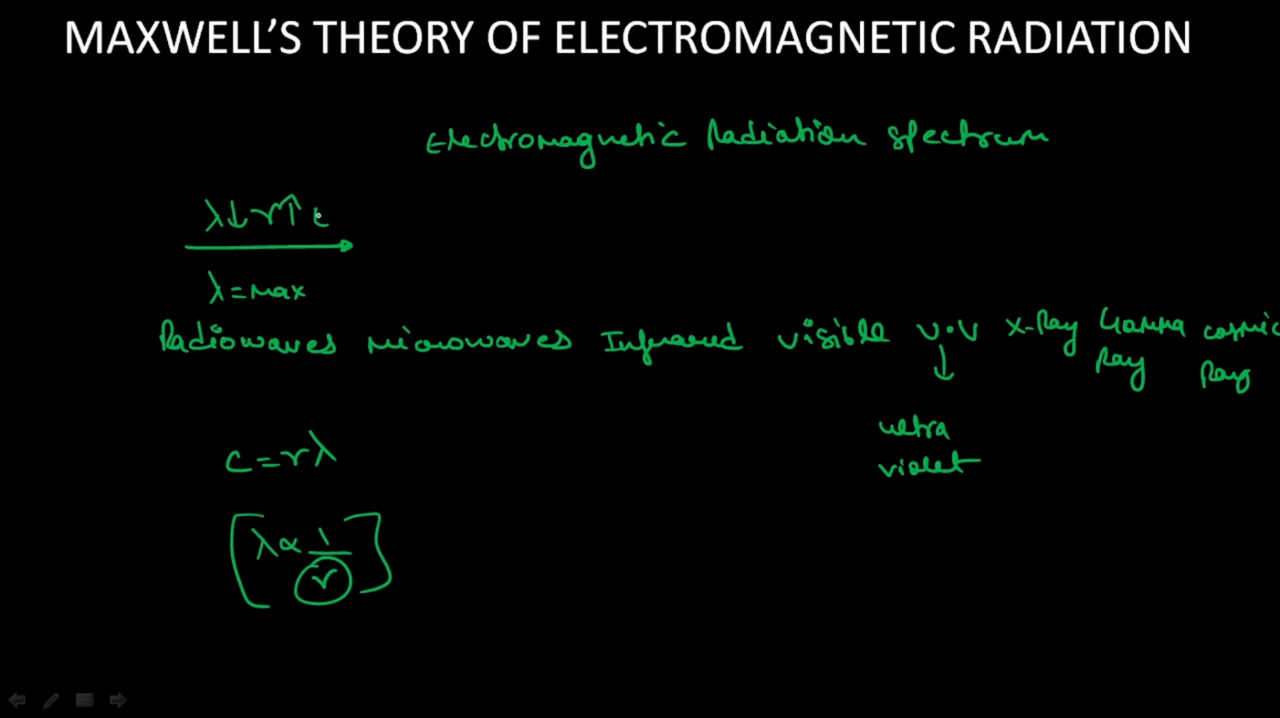 MAXWELL'S THEORY OF ELECTROMAGNETIC RADIATION
Electromagnetic Radiation spectrum
λ↓ ν↑ E
λ = Max
Radiowaves Microwaves Infrared visible U.V X-Ray Gamma Ray cosmic Ray
↓
ultra
violet
c = νλ
[λ ∝ 1/ν]